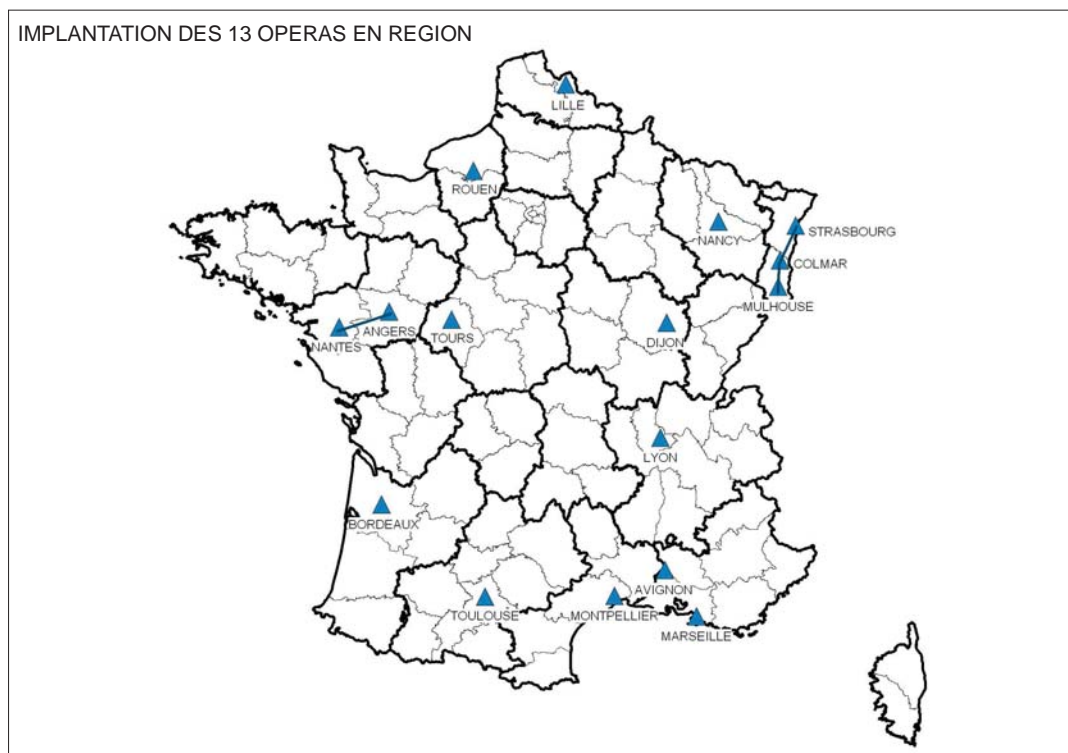 IMPLANTATION DES 13 OPERAS EN REGION
LILLE
ROUEN
NANCY
STRASBOURG
COLMAR
MULHOUSE
ANGERS
NANTES
TOURS
DIJON
LYON
BORDEAUX
AVIGNON
TOULOUSE
MONTPELLIER
MARSEILLE